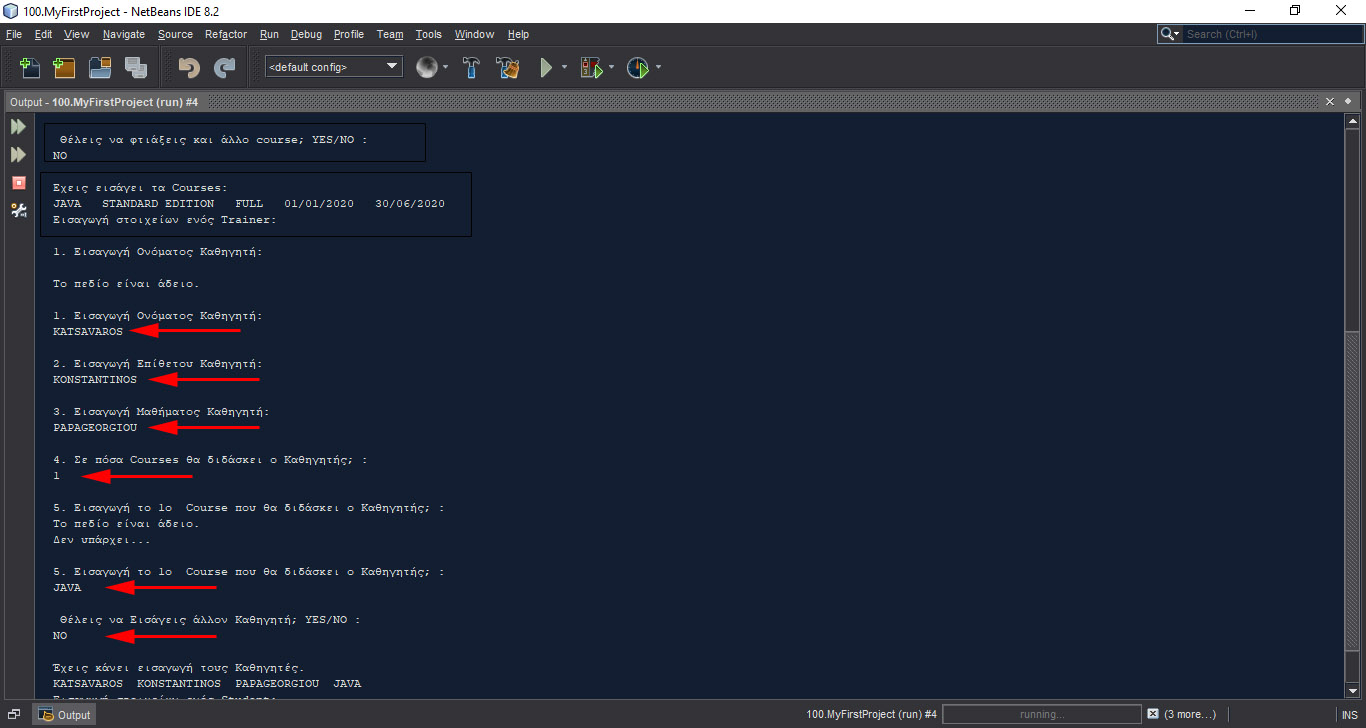 100.MyFirstProject - NetBeans IDE 8.2
File Edit View Navigate Source Refactor Run Debug Profile Team Tools Window Help
Search (Ctrl+I)
<default config>
Output - 100.MyFirstProject (run) #4
Θέλεις να φτιάξεις και άλλο course; YES/NO :
NO
Έχεις εισάγει τα Courses:
JAVA STANDARD EDITION FULL 01/01/2020 30/06/2020
Εισαγωγή στοιχείων ενός Trainer:
1. Εισαγωγή Ονόματος Καθηγητή:
Το πεδίο είναι άδειο.
1. Εισαγωγή Ονόματος Καθηγητή:
KATSAVAROS
2. Εισαγωγή Επίθετου Καθηγητή:
KONSTANTINOS
3. Εισαγωγή Μαθήματος Καθηγητή:
PAPAGEORGIOU
4. Σε πόσα Courses θα διδάσκει ο Καθηγητής; :
1
5. Εισαγωγή το 1ο Course που θα διδάσκει ο Καθηγητής; :
Το πεδίο είναι άδειο.
Δεν υπάρχει...
5. Εισαγωγή το 1ο Course που θα διδάσκει ο Καθηγητής; :
JAVA
Θέλεις να Εισάγεις άλλον Καθηγητή; YES/NO :
NO
Έχεις κάνει εισαγωγή τους Καθηγητές.
KATSAVAROS KONSTANTINOS PAPAGEORGIOU JAVA
Εισαγωγή στοιχείων ενός Student:
Output
100.MyFirstProject (run) #4
running...
(3 more...)
INS